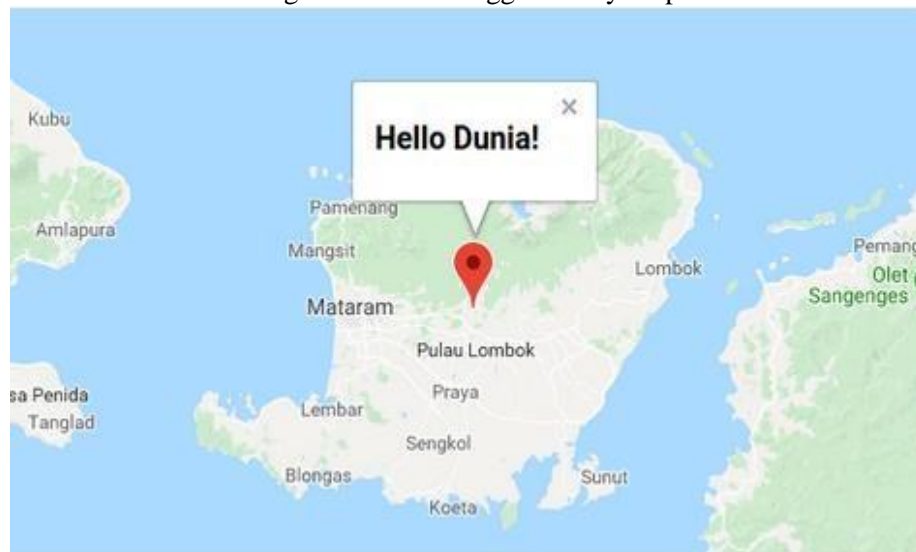 Kubu
Hello Dunia!
Pamenang
Amlapura
Mangsit
Pemang
Lombok
Olet
Sangenges
Mataram
Pulau Lombok
sa Penida
Praya
Tanglad
Lembar
Sengkol
Blongas
Sunut
Koeta